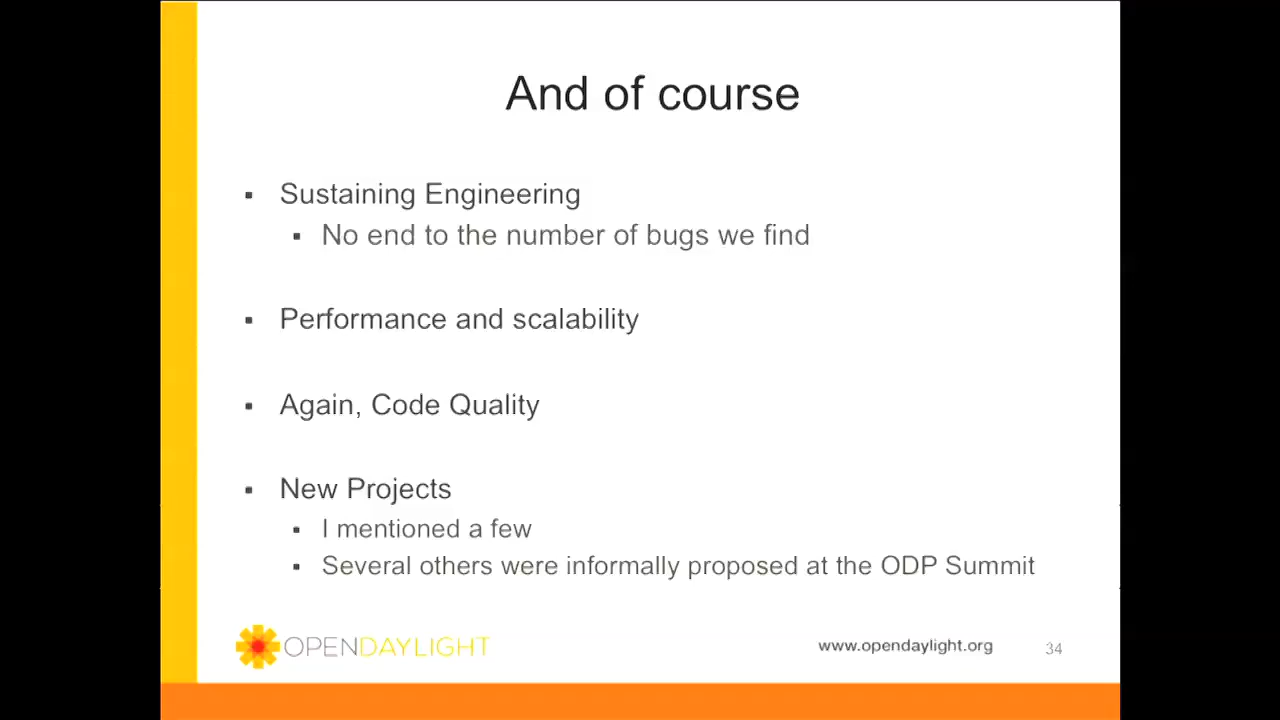 And of course
Sustaining Engineering
No end to the number of bugs we find
Performance and scalability
Again, Code Quality
New Projects
I mentioned a few
Several others were informally proposed at the ODP Summit
OPENDAYLIGHT
www.opendaylight.org
34